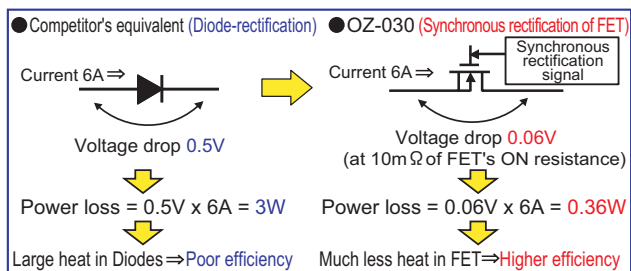 ●Competitor's equivalent (Diode-rectification)
Current 6A⇒
Voltage drop 0.5V
Power loss = 0.5V x 6A = 3W
Large heat in Diodes⇒Poor efficiency
●OZ-030 (Synchronous rectification of FET)
Synchronous
rectification
signal
Current 6A⇒
Voltage drop 0.06V
(at 10mΩ of FET's ON resistance)
Power loss = 0.06V x 6A = 0.36W
Much less heat in FET⇒Higher efficiency